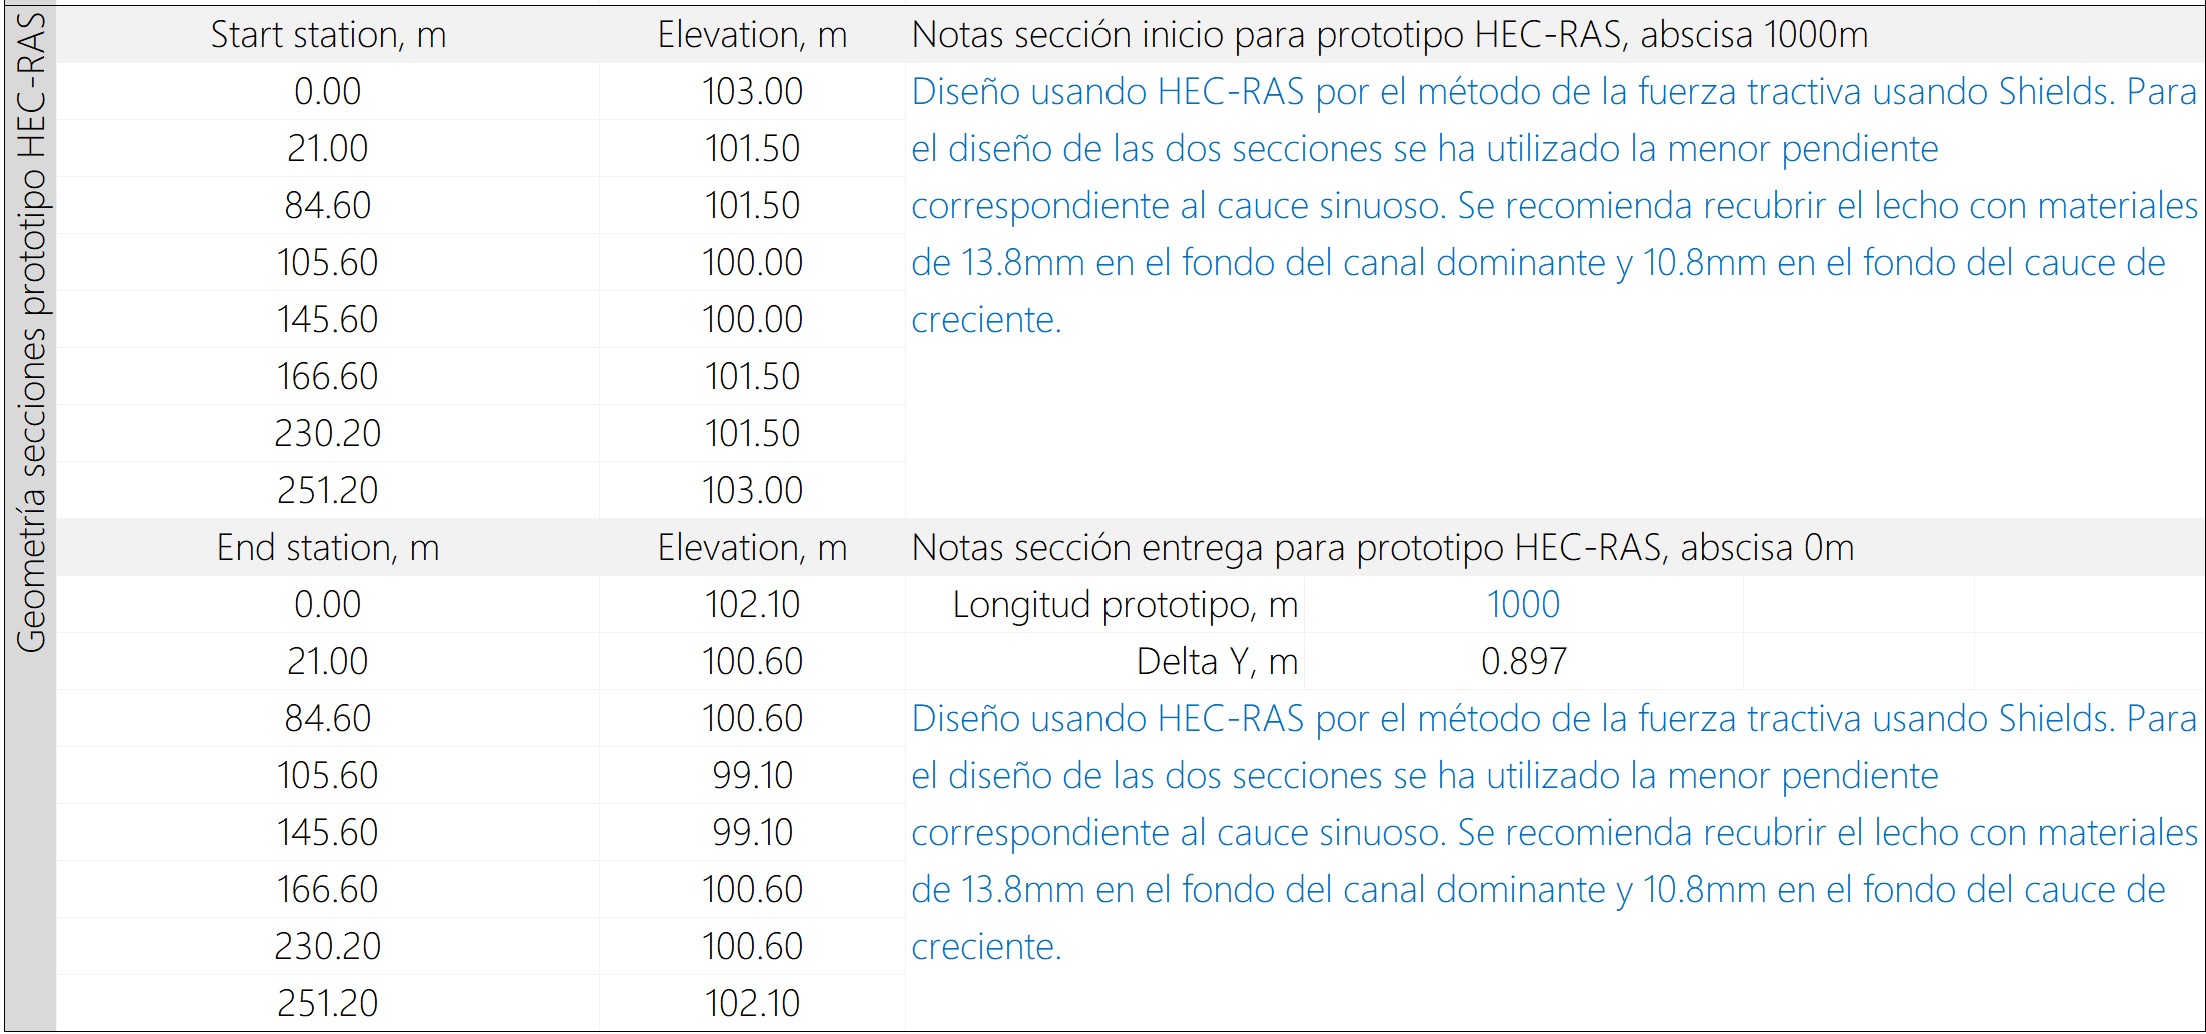 Geometría secciones prototipo HEC-RAS
Start station, m Elevation, m Notas sección inicio para prototipo HEC-RAS, abscisa 1000m
0.00 103.00 Diseño usando HEC-RAS por el método de la fuerza tractiva usando Shields. Para
21.00 101.50 el diseño de las dos secciones se ha utilizado la menor pendiente
84.60 101.50 correspondiente al cauce sinuoso. Se recomienda recubrir el lecho con materiales
105.60 100.00 de 13.8mm en el fondo del canal dominante y 10.8mm en el fondo del cauce de
145.60 100.00 creciente.
166.60 101.50
230.20 101.50
251.20 103.00
End station, m Elevation, m Notas sección entrega para prototipo HEC-RAS, abscisa 0m
0.00 102.10 Longitud prototipo, m 1000
21.00 100.60 Delta Y, m 0.897
84.60 100.60 Diseño usando HEC-RAS por el método de la fuerza tractiva usando Shields. Para
105.60 99.10 el diseño de las dos secciones se ha utilizado la menor pendiente
145.60 99.10 correspondiente al cauce sinuoso. Se recomienda recubrir el lecho con materiales
166.60 100.60 de 13.8mm en el fondo del canal dominante y 10.8mm en el fondo del cauce de
230.20 100.60 creciente.
251.20 102.10